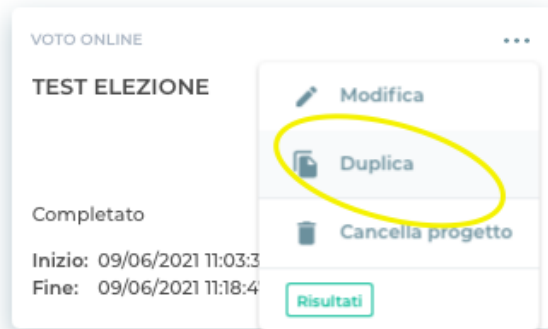 VOTO ONLINE
TEST ELEZIONE
Modifica
Duplica
Completato
Cancella progetto
Inizio: 09/06/2021 11:03:3
Fine: 09/06/2021 11:18:4
Risultati